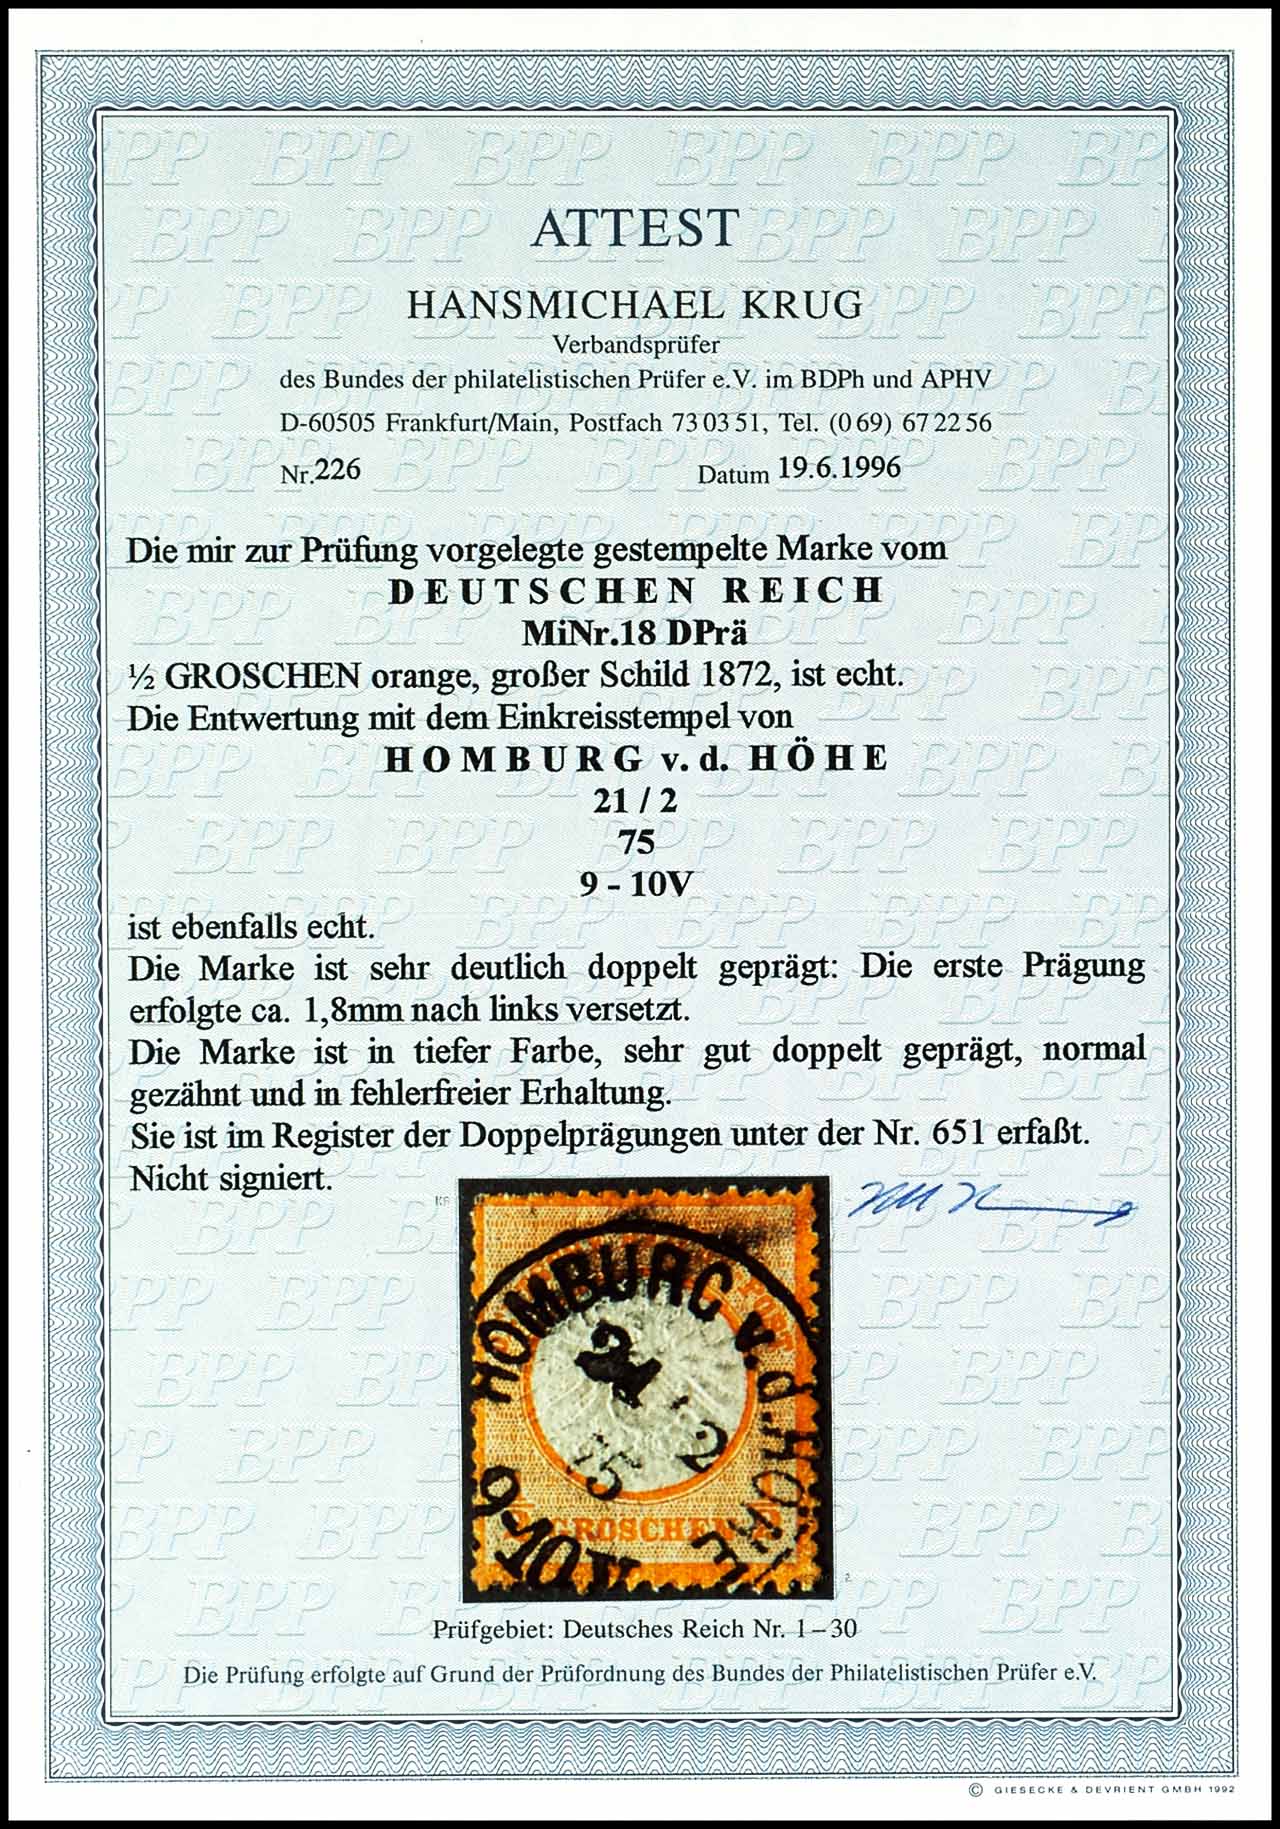 ATTEST
HANSMICHAEL KRUG
Verbandsprüfer
des Bundes der philatelistischen Prüfer e.V. im BDPh und APHV
D-60505 Frankfurt/Main, Postfach 73 03 51, Tel. (0 69) 67 22 56
Nr.226 Datum 19.6.1996
Die mir zur Prüfung vorgelegte gestempelte Marke vom
DEUTSCHEN REICH
MiNr.18 DPrä
½ GROSCHEN orange, großer Schild 1872, ist echt.
Die Entwertung mit dem Einkreisstempel von
HOMBURG v. d. HÖHE
21 / 2
75
9 - 10V
ist ebenfalls echt.
Die Marke ist sehr deutlich doppelt geprägt: Die erste Prägung
erfolgte ca. 1,8mm nach links versetzt.
Die Marke ist in tiefer Farbe, sehr gut doppelt geprägt, normal
gezähnt und in fehlerfreier Erhaltung.
Sie ist im Register der Doppelprägungen unter der Nr. 651 erfaßt.
Nicht signiert.
HOMBURG v.d.HÖHE
POST
2
75
9-10V
GROSCHEN
Prüfgebiet: Deutsches Reich Nr. 1–30
Die Prüfung erfolgte auf Grund der Prüfordnung des Bundes der Philatelistischen Prüfer e.V.
© GIESECKE & DEVRIENT GMBH 1992